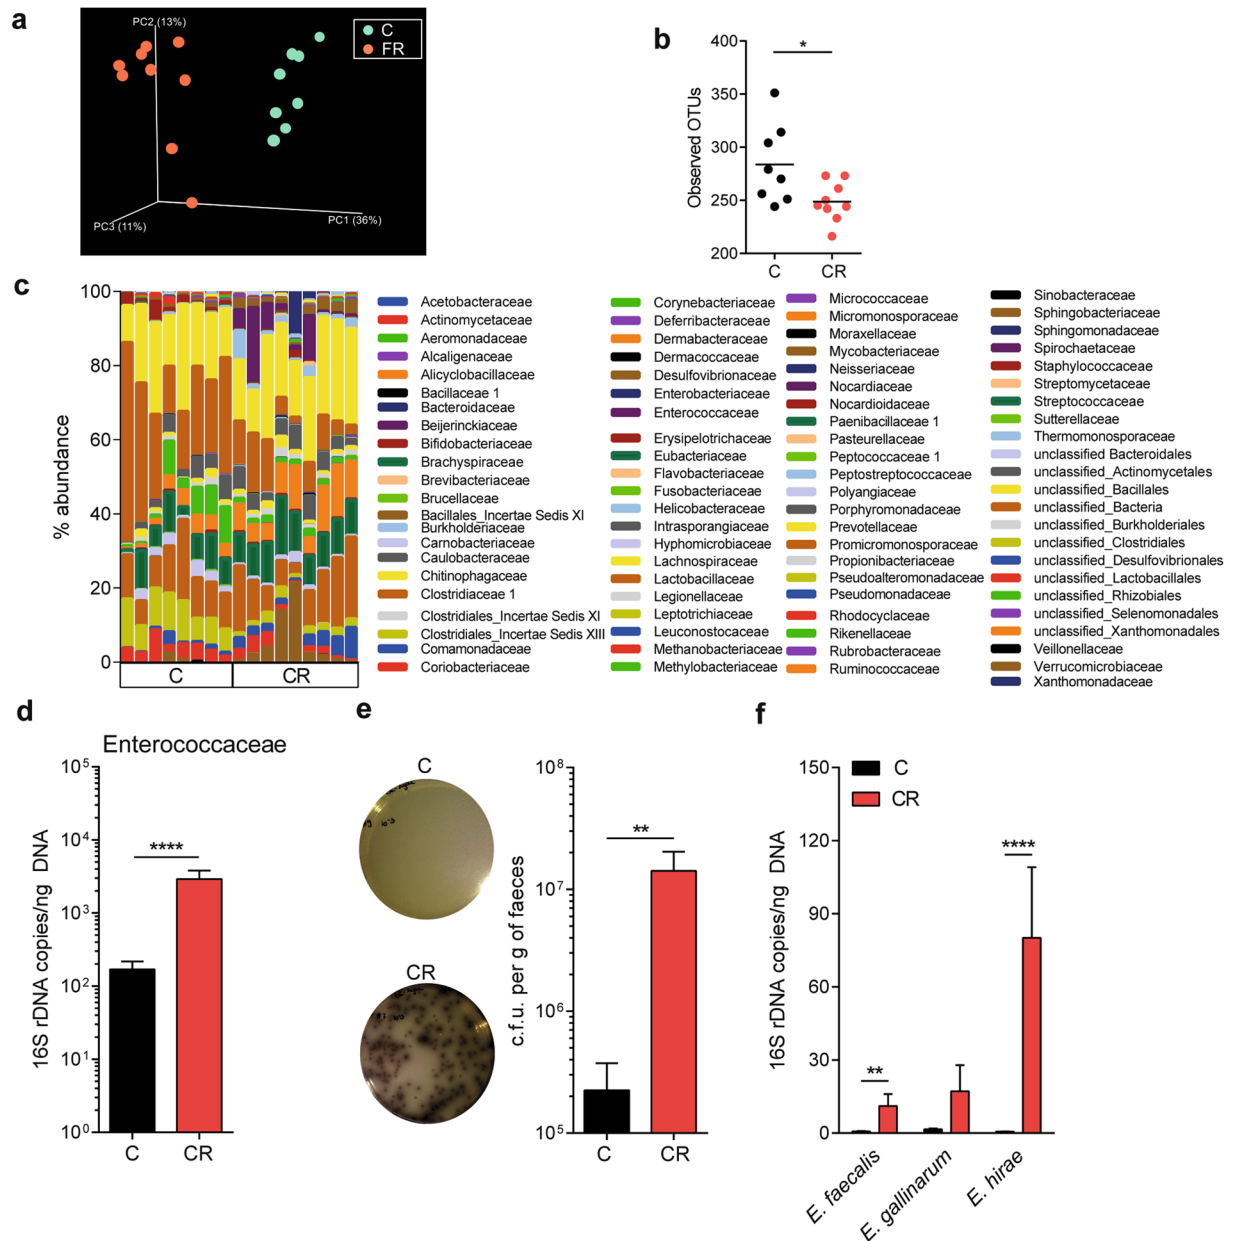 a
PC2 (13%)
C
FR
PC3 (11%)
PC1 (36%)
b
400
350
300
250
200
Observed OTUs
*
C
CR
c
100
80
60
40
20
0
% abundance
C
CR
Acetobacteraceae
Actinomycetaceae
Aeromonadaceae
Alcaligenaceae
Alicyclobacillaceae
Bacillaceae 1
Bacteroidaceae
Beijerinckiaceae
Bifidobacteriaceae
Brachyspiraceae
Brevibacteriaceae
Brucellaceae
Bacillales_Incertae Sedis XI
Burkholderiaceae
Carnobacteriaceae
Caulobacteraceae
Chitinophagaceae
Clostridiaceae 1
Clostridiales_Incertae Sedis XI
Clostridiales_Incertae Sedis XIII
Comamonadaceae
Coriobacteriaceae
Corynebacteriaceae
Deferribacteraceae
Dermabacteraceae
Dermacoccaceae
Desulfovibrionaceae
Enterobacteriaceae
Enterococcaceae
Erysipelotrichaceae
Eubacteriaceae
Flavobacteriaceae
Fusobacteriaceae
Helicobacteraceae
Intrasporangiaceae
Hyphomicrobiaceae
Lachnospiraceae
Lactobacillaceae
Legionellaceae
Leptotrichiaceae
Leuconostocaceae
Methanobacteriaceae
Methylobacteriaceae
Micrococcaceae
Micromonosporaceae
Moraxellaceae
Mycobacteriaceae
Neisseriaceae
Nocardiaceae
Nocardioidaceae
Paenibacillaceae 1
Pasteurellaceae
Peptococcaceae 1
Peptostreptococcaceae
Polyangiaceae
Porphyromonadaceae
Prevotellaceae
Promicromonosporaceae
Propionibacteriaceae
Pseudoalteromonadaceae
Pseudomonadaceae
Rhodocyclaceae
Rikenellaceae
Rubrobacteraceae
Ruminococcaceae
Sinobacteraceae
Sphingobacteriaceae
Sphingomonadaceae
Spirochaetaceae
Staphylococcaceae
Streptomycetaceae
Streptococcaceae
Sutterellaceae
Thermomonosporaceae
unclassified Bacteroidales
unclassified_Actinomycetales
unclassified_Bacillales
unclassified_Bacteria
unclassified_Burkholderiales
unclassified_Clostridiales
unclassified_Desulfovibrionales
unclassified_Lactobacillales
unclassified_Rhizobiales
unclassified_Selenomonadales
unclassified_Xanthomonadales
Veillonellaceae
Verrucomicrobiaceae
Xanthomonadaceae
d
Enterococcaceae
10⁵
10⁴
10³
10²
10¹
10⁰
16S rDNA copies/ng DNA
****
C
CR
e
C
CR
10⁸
10⁷
10⁶
10⁵
c.f.u. per g of faeces
**
C
CR
f
C
CR
150
120
90
60
30
0
16S rDNA copies/ng DNA
**
****
E. faecalis
E. gallinarum
E. hirae